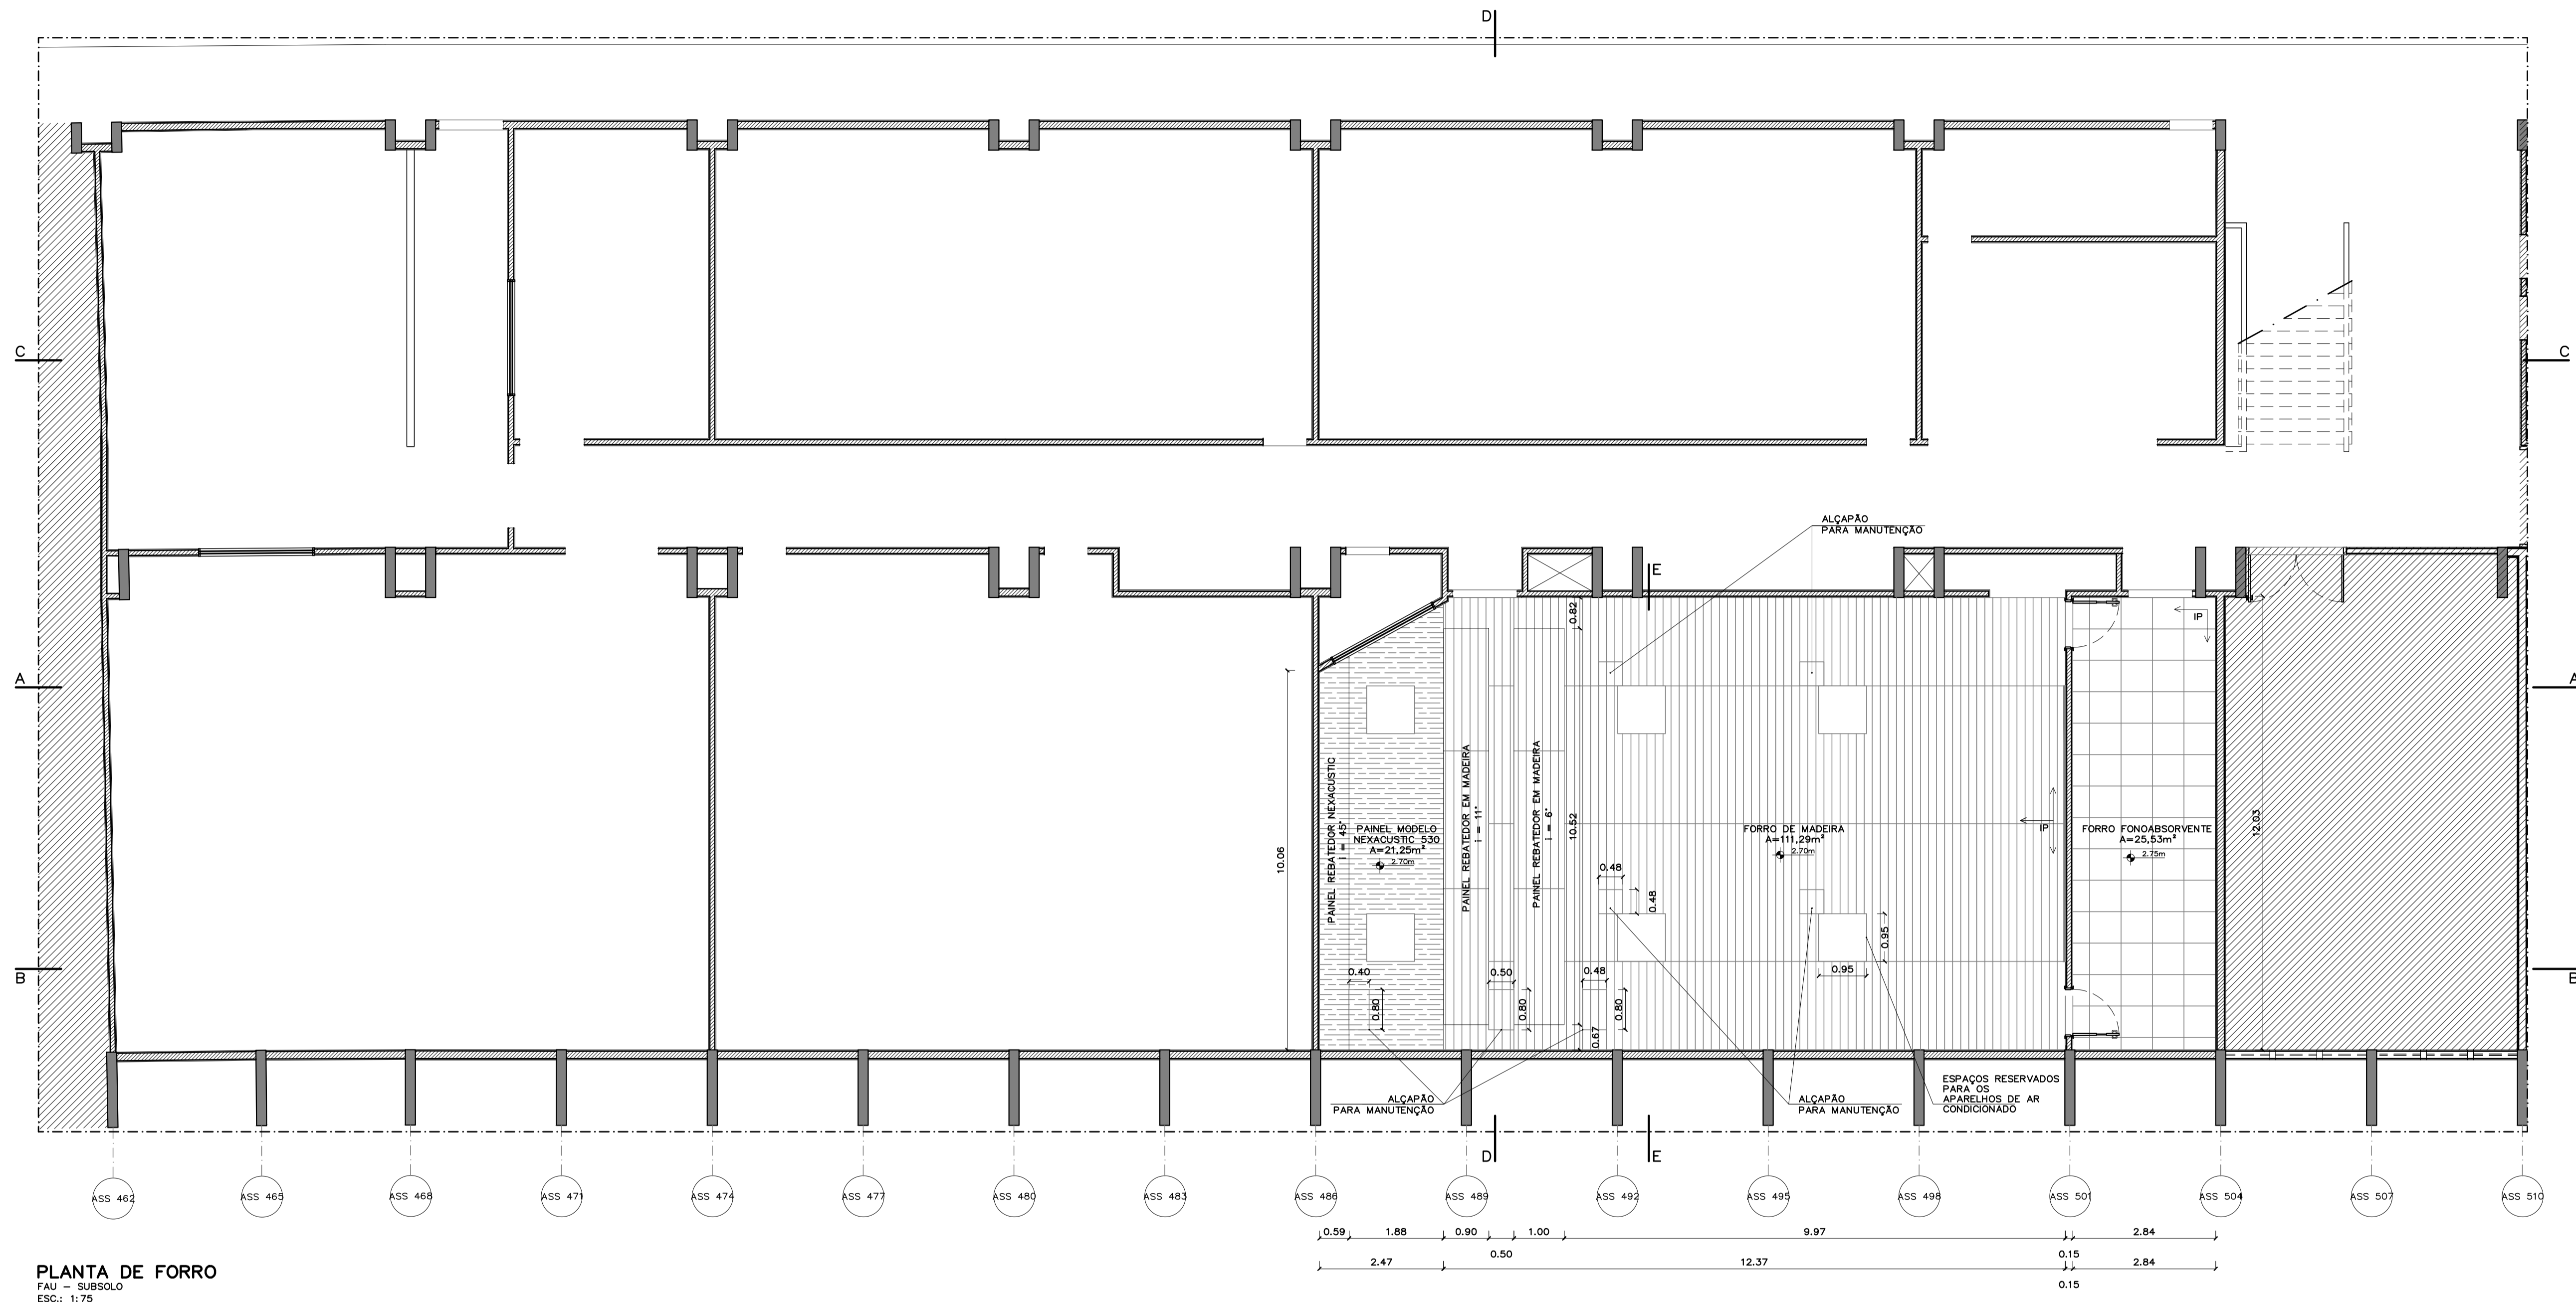 D
C
C
ALÇAPÃO
PARA MANUTENÇÃO
E
0.82
IP
A
A
10.06
PAINEL REBATEDOR NEXACUSTIC
i = 45°
PAINEL MODELO
NEXACUSTIC 530
A=21,25m²
2.70m
PAINEL REBATEDOR EM MADEIRA
i = 11°
PAINEL REBATEDOR EM MADEIRA
i = 6°
10.52
FORRO DE MADEIRA
A=111,29m²
2.70m
IP
FORRO FONOABSORVENTE
A=25,53m²
2.75m
12.03
0.48
0.48
0.95
0.95
B
B
0.40
0.80
0.50
0.80
0.48
0.80
0.67
ALÇAPÃO
PARA MANUTENÇÃO
ALÇAPÃO
PARA MANUTENÇÃO
ESPAÇOS RESERVADOS
PARA OS
APARELHOS DE AR
CONDICIONADO
D
E
ASS 462
ASS 465
ASS 468
ASS 471
ASS 474
ASS 477
ASS 480
ASS 483
ASS 486
ASS 489
ASS 492
ASS 495
ASS 498
ASS 501
ASS 504
ASS 507
ASS 510
0.59 1.88 0.90 1.00 9.97 2.84
0.50 0.15
2.47 12.37 2.84
0.15
PLANTA DE FORRO
FAU – SUBSOLO
ESC.: 1:75